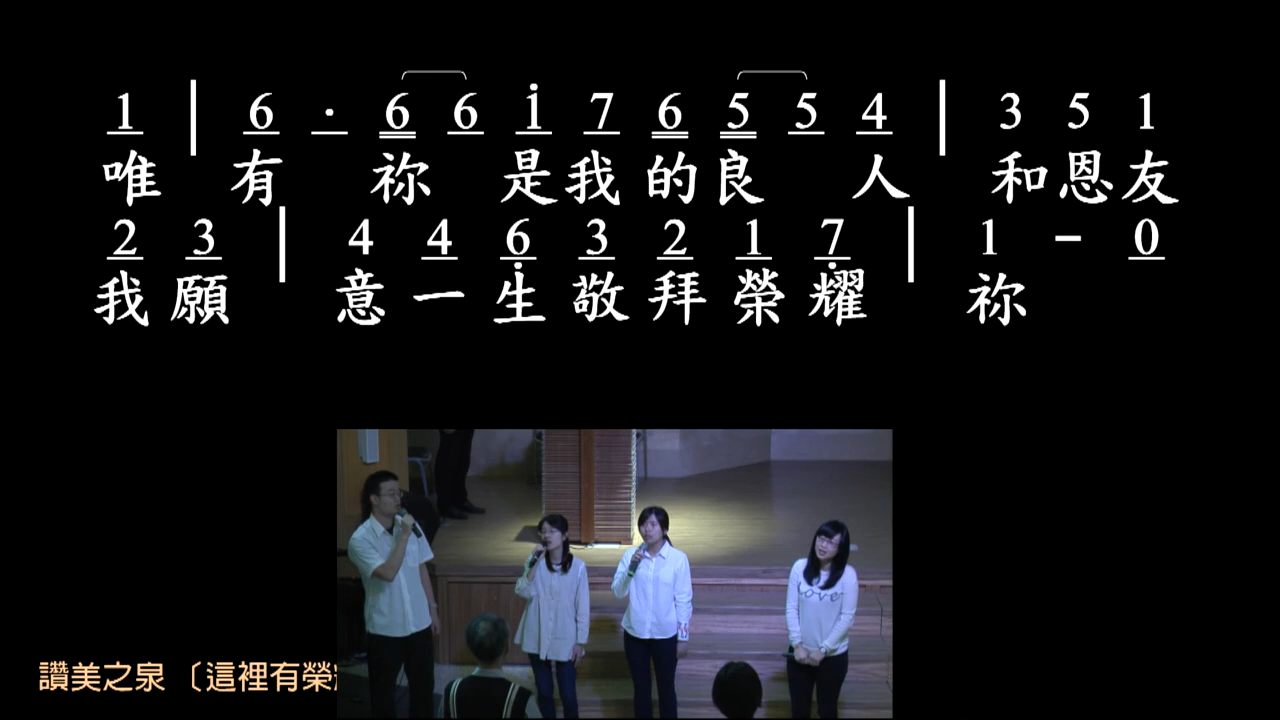 1 | 6 · 6 6 1̇ 7 6 5 5 4 | 3 5 1
唯有祢是我的良人和恩友
2 3 | 4 4 6̣ 3 2 1 7̣ | 1 - 0
我願意一生敬拜榮耀祢
Love
讚美之泉〔這裡有榮